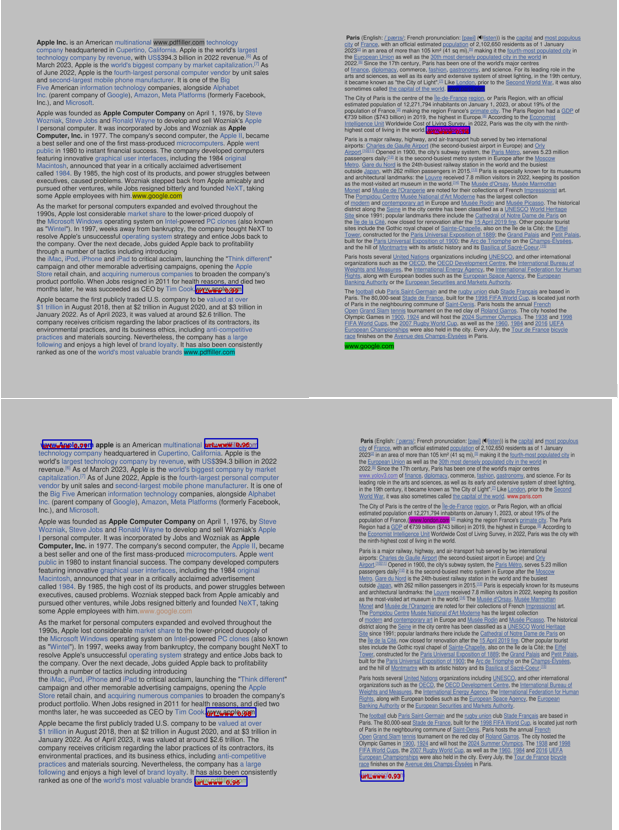 Apple Inc. is an American multinational www.pdffiller.com technology
company headquartered in Cupertino, California. Apple is the world's largest
technology company by revenue, with US$394.3 billion in 2022 revenue.[6] As of
March 2023, Apple is the world's biggest company by market capitalization.[7] As
of June 2022, Apple is the fourth-largest personal computer vendor by unit sales
and second-largest mobile phone manufacturer. It is one of the Big
Five American information technology companies, alongside Alphabet
Inc. (parent company of Google), Amazon, Meta Platforms (formerly Facebook,
Inc.), and Microsoft.
Apple was founded as Apple Computer Company on April 1, 1976, by Steve
Wozniak, Steve Jobs and Ronald Wayne to develop and sell Wozniak's Apple
I personal computer. It was incorporated by Jobs and Wozniak as Apple
Computer, Inc. in 1977. The company's second computer, the Apple II, became
a best seller and one of the first mass-produced microcomputers. Apple went
public in 1980 to instant financial success. The company developed computers
featuring innovative graphical user interfaces, including the 1984 original
Macintosh, announced that year in a critically acclaimed advertisement
called 1984. By 1985, the high cost of its products, and power struggles between
executives, caused problems. Wozniak stepped back from Apple amicably and
pursued other ventures, while Jobs resigned bitterly and founded NeXT, taking
some Apple employees with him.www.google.com
As the market for personal computers expanded and evolved throughout the
1990s, Apple lost considerable market share to the lower-priced duopoly of
the Microsoft Windows operating system on Intel-powered PC clones (also known
as "Wintel"). In 1997, weeks away from bankruptcy, the company bought NeXT to
resolve Apple's unsuccessful operating system strategy and entice Jobs back to
the company. Over the next decade, Jobs guided Apple back to profitability
through a number of tactics including introducing
the iMac, iPod, iPhone and iPad to critical acclaim, launching the "Think different"
campaign and other memorable advertising campaigns, opening the Apple
Store retail chain, and acquiring numerous companies to broaden the company's
product portfolio. When Jobs resigned in 2011 for health reasons, and died two
months later, he was succeeded as CEO by Tim Cook
Apple became the first publicly traded U.S. company to be valued at over
$1 trillion in August 2018, then at $2 trillion in August 2020, and at $3 trillion in
January 2022. As of April 2023, it was valued at around $2.6 trillion. The
company receives criticism regarding the labor practices of its contractors, its
environmental practices, and its business ethics, including anti-competitive
practices and materials sourcing. Nevertheless, the company has a large
following and enjoys a high level of brand loyalty. It has also been consistently
ranked as one of the world's most valuable brands www.pdffiller.com
Paris (English: French pronunciation: listen)) is the capital and most populous
city of France, with an official estimated population of 2,102,650 residents as of 1 January
2023 in an area of more than 105 km² (41 sq mi), making it the fourth-most populated city in
the European Union as well as the 30th most densely populated city in the world in
2022. Since the 17th century, Paris has been one of the world's major centres
of finance, diplomacy, commerce, fashion, gastronomy, and science. For its leading role in the
arts and sciences, as well as its early and extensive system of street lighting, in the 19th century,
it became known as "the City of Light". Like London, prior to the Second World War, it was also
sometimes called the capital of the world.
The City of Paris is the centre of the Île-de-France region, or Paris Region, with an official
estimated population of 12,271,794 inhabitants on January 1, 2023, or about 19% of the
population of France, making the region France's primate city. The Paris Region had a GDP of
€739 billion ($743 billion) in 2019, the highest in Europe. According to the Economist
Intelligence Unit Worldwide Cost of Living Survey, in 2022, Paris was the city with the ninth-
highest cost of living in the world.
Paris is a major railway, highway, and air-transport hub served by two international
airports: Charles de Gaulle Airport (the second-busiest airport in Europe) and Orly
Airport. Opened in 1900, the city's subway system, the Paris Métro, serves 5.23 million
passengers daily; it is the second-busiest metro system in Europe after the Moscow
Metro. Gare du Nord is the 24th-busiest railway station in the world and the busiest
outside Japan, with 262 million passengers in 2015. Paris is especially known for its museums
and architectural landmarks: the Louvre received 7.8 million visitors in 2022, keeping its position
as the most-visited art museum in the world. The Musée d'Orsay, Musée Marmottan
Monet and Musée de l'Orangerie are noted for their collections of French Impressionist art.
The Pompidou Centre Musée National d'Art Moderne has the largest collection
of modern and contemporary art in Europe and Musée Rodin and Musée Picasso. The historical
district along the Seine in the city centre has been classified as a UNESCO World Heritage
Site since 1991; popular landmarks there include the Cathedral of Notre Dame de Paris on
the Île de la Cité, now closed for renovation after the 15 April 2019 fire. Other popular tourist
sites include the Gothic royal chapel of Sainte-Chapelle, also on the Île de la Cité; the Eiffel
Tower, constructed for the Paris Universal Exposition of 1889; the Grand Palais and Petit Palais,
built for the Paris Universal Exposition of 1900; the Arc de Triomphe on the Champs-Élysées,
and the hill of Montmartre with its artistic history and its Basilica of Sacré-Coeur.
Paris hosts several United Nations organizations including UNESCO, and other international
organizations such as the OECD, the OECD Development Centre, the International Bureau of
Weights and Measures, the International Energy Agency, the International Federation for Human
Rights, along with European bodies such as the European Space Agency, the European
Banking Authority or the European Securities and Markets Authority.
The football club Paris Saint-Germain and the rugby union club Stade Français are based in
Paris. The 80,000-seat Stade de France, built for the 1998 FIFA World Cup, is located just north
of Paris in the neighbouring commune of Saint-Denis. Paris hosts the annual French
Open Grand Slam tennis tournament on the red clay of Roland Garros. The city hosted the
Olympic Games in 1900, 1924 and will host the 2024 Summer Olympics. The 1938 and 1998
FIFA World Cups, the 2007 Rugby World Cup, as well as the 1960, 1984 and 2016 UEFA
European Championships were also held in the city. Every July, the Tour de France bicycle
race finishes on the Avenue des Champs-Élysées in Paris.
www.google.com
apple is an American multinational
technology company headquartered in Cupertino, California. Apple is the
world's largest technology company by revenue, with US$394.3 billion in 2022
revenue.[6] As of March 2023, Apple is the world's biggest company by market
capitalization.[7] As of June 2022, Apple is the fourth-largest personal computer
vendor by unit sales and second-largest mobile phone manufacturer. It is one of
the Big Five American information technology companies, alongside Alphabet
Inc. (parent company of Google), Amazon, Meta Platforms (formerly Facebook,
Inc.), and Microsoft.
Apple was founded as Apple Computer Company on April 1, 1976, by Steve
Wozniak, Steve Jobs and Ronald Wayne to develop and sell Wozniak's Apple
I personal computer. It was incorporated by Jobs and Wozniak as Apple
Computer, Inc. in 1977. The company's second computer, the Apple II, became
a best seller and one of the first mass-produced microcomputers. Apple went
public in 1980 to instant financial success. The company developed computers
featuring innovative graphical user interfaces, including the 1984 original
Macintosh, announced that year in a critically acclaimed advertisement
called 1984. By 1985, the high cost of its products, and power struggles between
executives, caused problems. Wozniak stepped back from Apple amicably and
pursued other ventures, while Jobs resigned bitterly and founded NeXT, taking
some Apple employees with him.www.google.com
As the market for personal computers expanded and evolved throughout the
1990s, Apple lost considerable market share to the lower-priced duopoly of
the Microsoft Windows operating system on Intel-powered PC clones (also known
as "Wintel"). In 1997, weeks away from bankruptcy, the company bought NeXT to
resolve Apple's unsuccessful operating system strategy and entice Jobs back to
the company. Over the next decade, Jobs guided Apple back to profitability
through a number of tactics including introducing
the iMac, iPod, iPhone and iPad to critical acclaim, launching the "Think different"
campaign and other memorable advertising campaigns, opening the Apple
Store retail chain, and acquiring numerous companies to broaden the company's
product portfolio. When Jobs resigned in 2011 for health reasons, and died two
months later, he was succeeded as CEO by Tim Cook
Apple became the first publicly traded U.S. company to be valued at over
$1 trillion in August 2018, then at $2 trillion in August 2020, and at $3 trillion in
January 2022. As of April 2023, it was valued at around $2.6 trillion. The
company receives criticism regarding the labor practices of its contractors, its
environmental practices, and its business ethics, including anti-competitive
practices and materials sourcing. Nevertheless, the company has a large
following and enjoys a high level of brand loyalty. It has also been consistently
ranked as one of the world's most valuable brands url_www 0.96
Paris (English: French pronunciation: listen)) is the capital and most populous
city of France, with an official estimated population of 2,102,650 residents as of 1 January
2023 in an area of more than 105 km² (41 sq mi), making it the fourth-most populated city in
the European Union as well as the 30th most densely populated city in the world in
2022. Since the 17th century, Paris has been one of the world's major centres
of finance, diplomacy, commerce, fashion, gastronomy, and science. For its
leading role in the arts and sciences, as well as its early and extensive system of street lighting,
in the 19th century, it became known as "the City of Light". Like London, prior to the Second
World War, it was also sometimes called the capital of the world. www.paris.com
The City of Paris is the centre of the Île-de-France region, or Paris Region, with an official
estimated population of 12,271,794 inhabitants on January 1, 2023, or about 19% of the
population of France, making the region France's primate city. The Paris Region had
a GDP of €739 billion ($743 billion) in 2019, the highest in Europe. According to
the Economist Intelligence Unit Worldwide Cost of Living Survey, in 2022, Paris was the city with the
ninth-highest cost of living in the world.
Paris is a major railway, highway, and air-transport hub served by two international
airports: Charles de Gaulle Airport (the second-busiest airport in Europe) and Orly
Airport. Opened in 1900, the city's subway system, the Paris Métro, serves 5.23 million
passengers daily; it is the second-busiest metro system in Europe after the Moscow
Metro. Gare du Nord is the 24th-busiest railway station in the world and the busiest
outside Japan, with 262 million passengers in 2015. Paris is especially known for its museums
and architectural landmarks: the Louvre received 7.8 million visitors in 2022, keeping its position
as the most-visited art museum in the world. The Musée d'Orsay, Musée Marmottan
Monet and Musée de l'Orangerie are noted for their collections of French Impressionist art.
The Pompidou Centre Musée National d'Art Moderne has the largest collection
of modern and contemporary art in Europe and Musée Rodin and Musée Picasso. The historical
district along the Seine in the city centre has been classified as a UNESCO World Heritage
Site since 1991; popular landmarks there include the Cathedral of Notre Dame de Paris on
the Île de la Cité, now closed for renovation after the 15 April 2019 fire. Other popular tourist
sites include the Gothic royal chapel of Sainte-Chapelle, also on the Île de la Cité; the Eiffel
Tower, constructed for the Paris Universal Exposition of 1889; the Grand Palais and Petit Palais,
built for the Paris Universal Exposition of 1900; the Arc de Triomphe on the Champs-Élysées,
and the hill of Montmartre with its artistic history and its Basilica of Sacré-Coeur.
Paris hosts several United Nations organizations including UNESCO, and other international
organizations such as the OECD, the OECD Development Centre, the International Bureau of
Weights and Measures, the International Energy Agency, the International Federation for Human
Rights, along with European bodies such as the European Space Agency, the European
Banking Authority or the European Securities and Markets Authority.
The football club Paris Saint-Germain and the rugby union club Stade Français are based in
Paris. The 80,000-seat Stade de France, built for the 1998 FIFA World Cup, is located just north
of Paris in the neighbouring commune of Saint-Denis. Paris hosts the annual French
Open Grand Slam tennis tournament on the red clay of Roland Garros. The city hosted the
Olympic Games in 1900, 1924 and will host the 2024 Summer Olympics. The 1938 and 1998
FIFA World Cups, the 2007 Rugby World Cup, as well as the 1960, 1984 and 2016 UEFA
European Championships were also held in the city. Every July, the Tour de France bicycle
race finishes on the Avenue des Champs-Élysées in Paris.
url_www 0.93